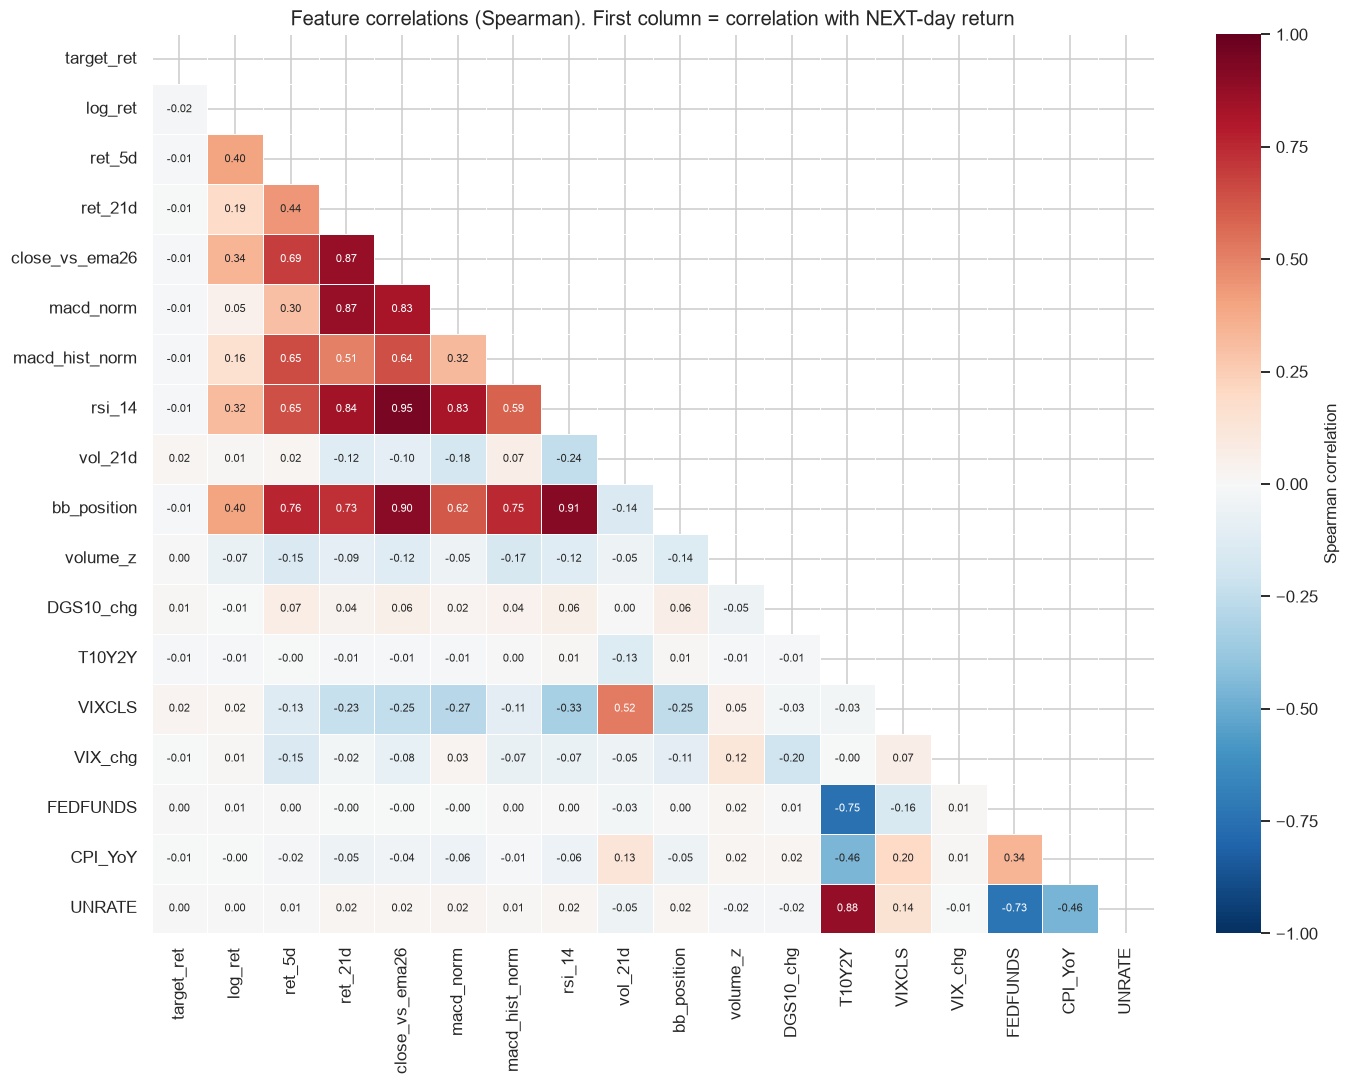 Feature correlations (Spearman). First column = correlation with NEXT-day return
target_ret
log_ret -0.02
ret_5d -0.01 0.40
ret_21d -0.01 0.19 0.44
close_vs_ema26 -0.01 0.34 0.69 0.87
macd_norm -0.01 0.05 0.30 0.87 0.83
macd_hist_norm -0.01 0.16 0.65 0.51 0.64 0.32
rsi_14 -0.01 0.32 0.65 0.84 0.95 0.83 0.59
vol_21d 0.02 0.01 0.02 -0.12 -0.10 -0.18 0.07 -0.24
bb_position -0.01 0.40 0.76 0.73 0.90 0.62 0.75 0.91 -0.14
volume_z 0.00 -0.07 -0.15 -0.09 -0.12 -0.05 -0.17 -0.12 -0.05 -0.14
DGS10_chg 0.01 -0.01 0.07 0.04 0.06 0.02 0.04 0.06 0.00 0.06 -0.05
T10Y2Y -0.01 -0.01 -0.00 -0.01 -0.01 -0.01 0.00 0.01 -0.13 0.01 -0.01 -0.01
VIXCLS 0.02 0.02 -0.13 -0.23 -0.25 -0.27 -0.11 -0.33 0.52 -0.25 0.05 -0.03 -0.03
VIX_chg -0.01 0.01 -0.15 -0.02 -0.08 0.03 -0.07 -0.07 -0.05 -0.11 0.12 -0.20 -0.00 0.07
FEDFUNDS 0.00 0.01 0.00 -0.00 -0.00 -0.00 0.00 0.00 -0.03 0.00 0.02 0.01 -0.75 -0.16 0.01
CPI_YoY -0.01 -0.00 -0.02 -0.05 -0.04 -0.06 -0.01 -0.06 0.13 -0.05 0.02 0.02 -0.46 0.20 0.01 0.34
UNRATE 0.00 0.00 0.01 0.02 0.02 0.02 0.01 0.02 -0.05 0.02 -0.02 -0.02 0.88 0.14 -0.01 -0.73 -0.46
target_ret
log_ret
ret_5d
ret_21d
close_vs_ema26
macd_norm
macd_hist_norm
rsi_14
vol_21d
bb_position
volume_z
DGS10_chg
T10Y2Y
VIXCLS
VIX_chg
FEDFUNDS
CPI_YoY
UNRATE
1.00
0.75
0.50
0.25
0.00
−0.25
−0.50
−0.75
−1.00
Spearman correlation